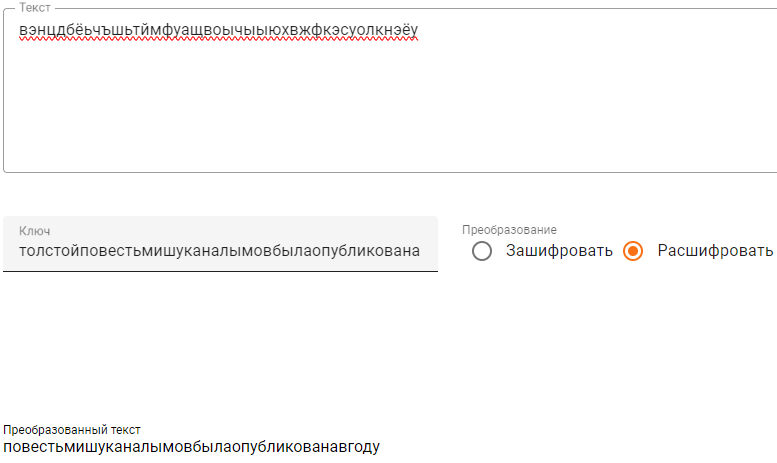 Текст
вэнцдбёьчъшьтймфуащвоычыыюхвжфкэсуолкнэёу
Ключ
толстойповестьмишуканалымовбылаопубликована
Преобразование
Зашифровать
Расшифровать
Преобразованный текст
повестьмишуканалымовбылаопубликованавгоду